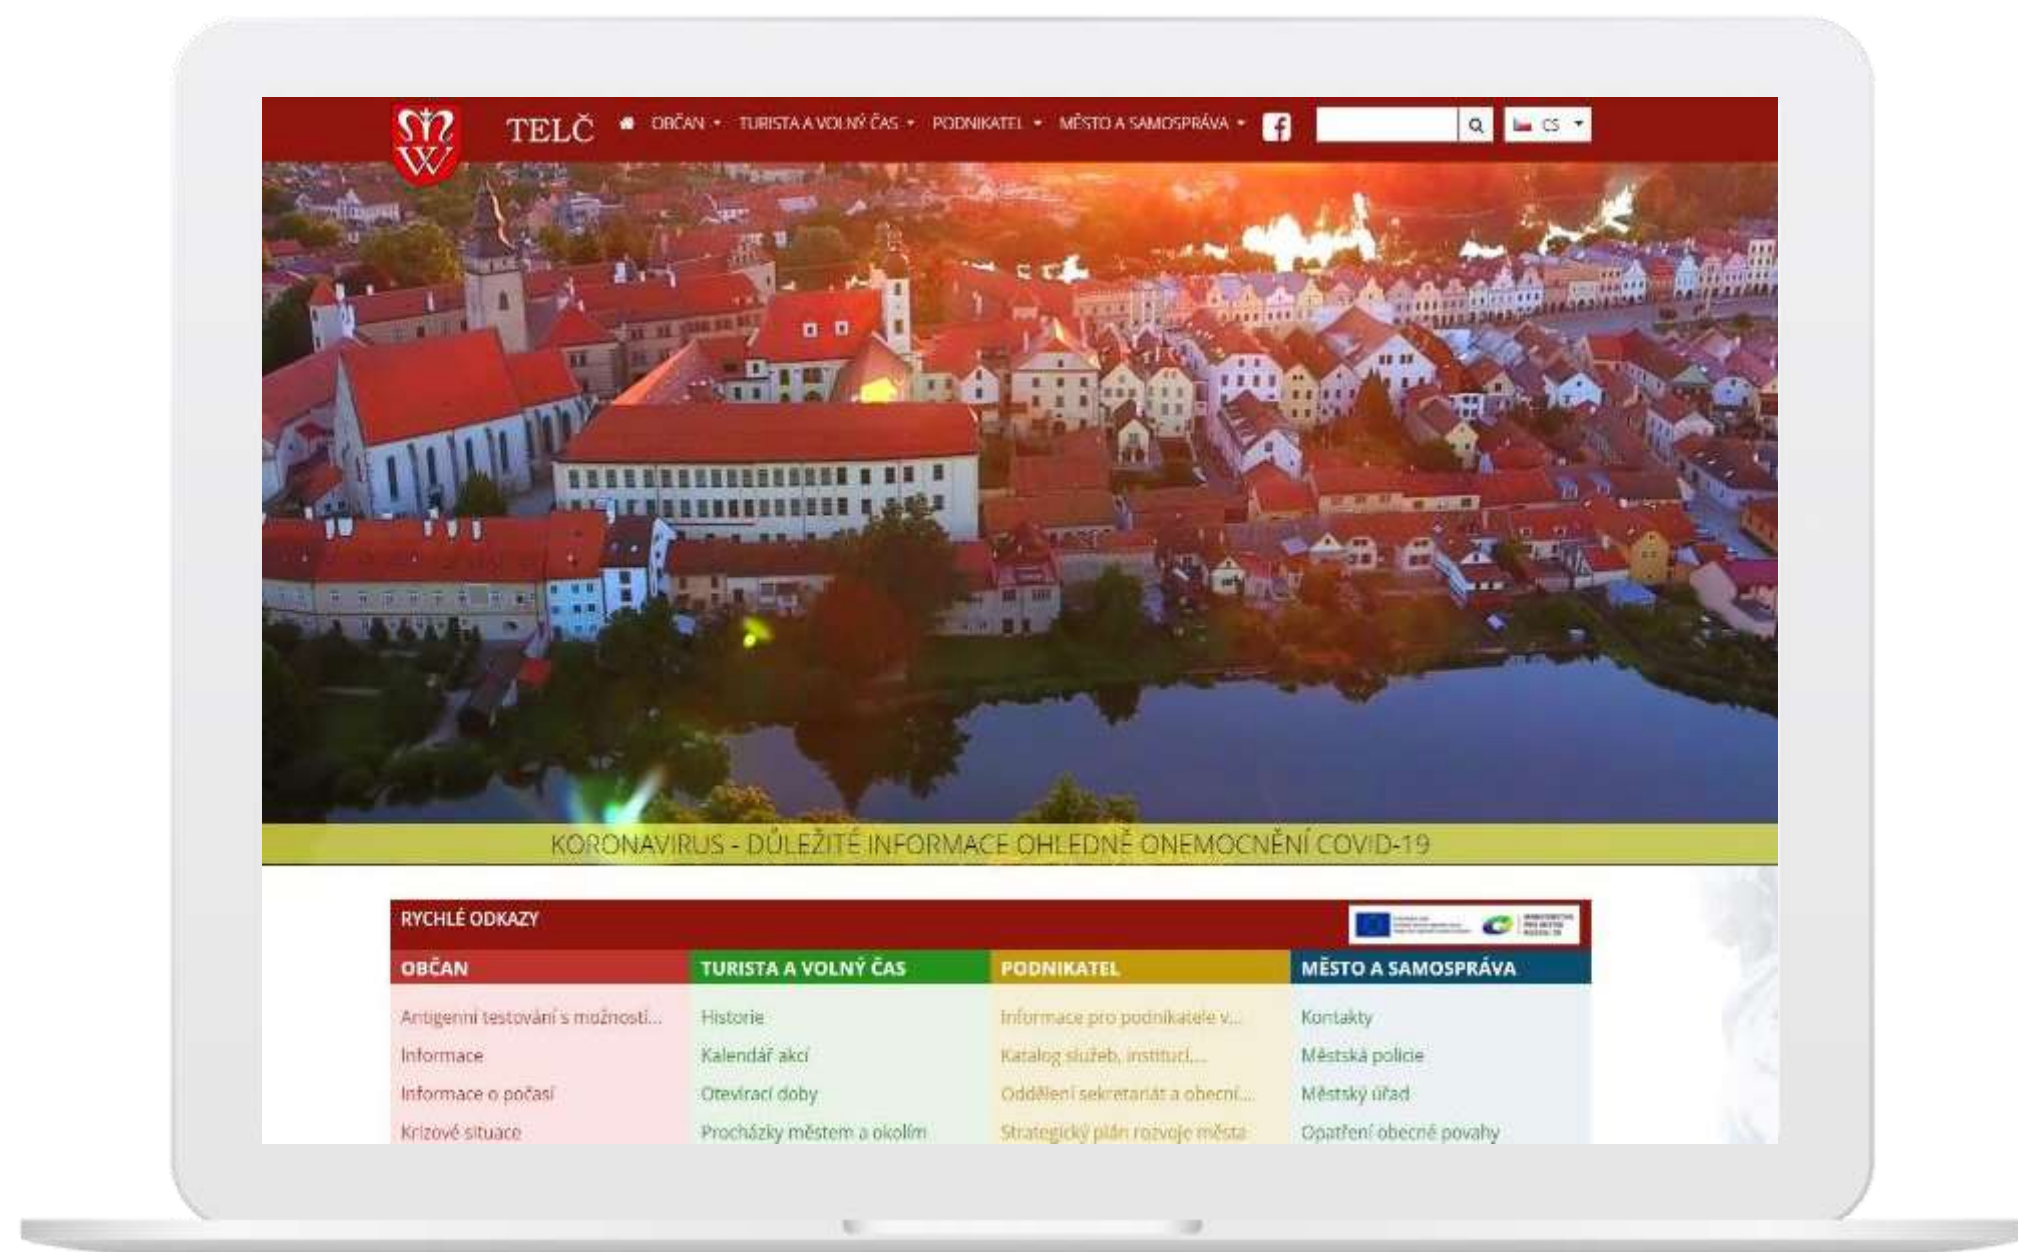 TELČ
OBČAN
TURISTA A VOLNÝ ČAS
PODNIKATEL
MĚSTO A SAMOSPRÁVA
CS
KORONAVIRUS - DŮLEŽITÉ INFORMACE OHLEDNĚ ONEMOCNĚNÍ COVID-19
RYCHLÉ ODKAZY
OBČAN
Antigenní testování s možností...
Informace
Informace o počasí
Krizové situace
TURISTA A VOLNÝ ČAS
Historie
Kalendář akcí
Otevírací doby
Procházky městem a okolím
PODNIKATEL
Informace pro podnikatele v...
Katalog služeb, institucí,...
Oddělení sekretariát a obecní...
Strategický plán rozvoje města
MĚSTO A SAMOSPRÁVA
Kontakty
Městská policie
Městský úřad
Opatření obecné povahy